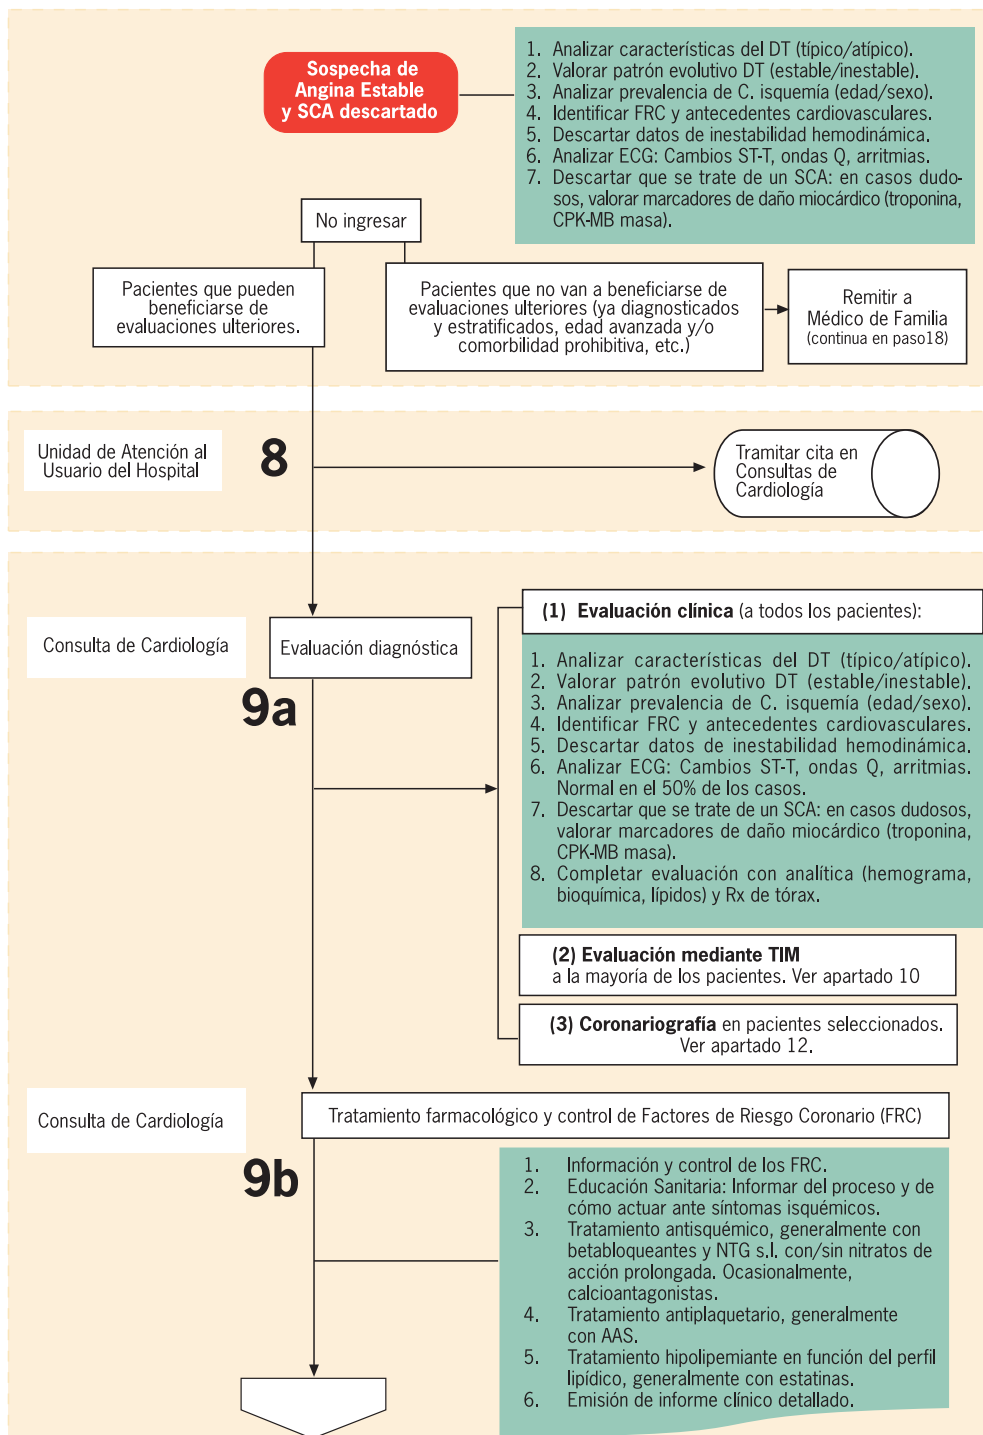 Sospecha de
Angina Estable
y SCA descartado
1. Analizar características del DT (típico/atípico).
2. Valorar patrón evolutivo DT (estable/inestable).
3. Analizar prevalencia de C. isquemía (edad/sexo).
4. Identificar FRC y antecedentes cardiovasculares.
5. Descartar datos de inestabilidad hemodinámica.
6. Analizar ECG: Cambios ST-T, ondas Q, arritmias.
7. Descartar que se trate de un SCA: en casos dudo-
sos, valorar marcadores de daño miocárdico (troponina,
CPK-MB masa).
No ingresar
Pacientes que pueden
beneficiarse de
evaluaciones ulteriores.
Pacientes que no van a beneficiarse de
evaluaciones ulteriores (ya diagnosticados
y estratificados, edad avanzada y/o
comorbilidad prohibitiva, etc.)
Remitir a
Médico de Familia
(continua en paso18)
Unidad de Atención al
Usuario del Hospital
8
Tramitar cita en
Consultas de
Cardiología
Consulta de Cardiología
Evaluación diagnóstica
9a
(1) Evaluación clínica (a todos los pacientes):
1. Analizar características del DT (típico/atípico).
2. Valorar patrón evolutivo DT (estable/inestable).
3. Analizar prevalencia de C. isquemía (edad/sexo).
4. Identificar FRC y antecedentes cardiovasculares.
5. Descartar datos de inestabilidad hemodinámica.
6. Analizar ECG: Cambios ST-T, ondas Q, arritmias.
Normal en el 50% de los casos.
7. Descartar que se trate de un SCA: en casos dudosos,
valorar marcadores de daño miocárdico (troponina,
CPK-MB masa).
8. Completar evaluación con analítica (hemograma,
bioquímica, lípidos) y Rx de tórax.
(2) Evaluación mediante TIM
a la mayoría de los pacientes. Ver apartado 10
(3) Coronariografía en pacientes seleccionados.
Ver apartado 12.
Consulta de Cardiología
Tratamiento farmacológico y control de Factores de Riesgo Coronario (FRC)
9b
1. Información y control de los FRC.
2. Educación Sanitaria: Informar del proceso y de
cómo actuar ante síntomas isquémicos.
3. Tratamiento antisquémico, generalmente con
betabloqueantes y NTG s.l. con/sin nitratos de
acción prolongada. Ocasionalmente,
calcioantagonistas.
4. Tratamiento antiplaquetario, generalmente
con AAS.
5. Tratamiento hipolipemiante en función del perfil
lipídico, generalmente con estatinas.
6. Emisión de informe clínico detallado.